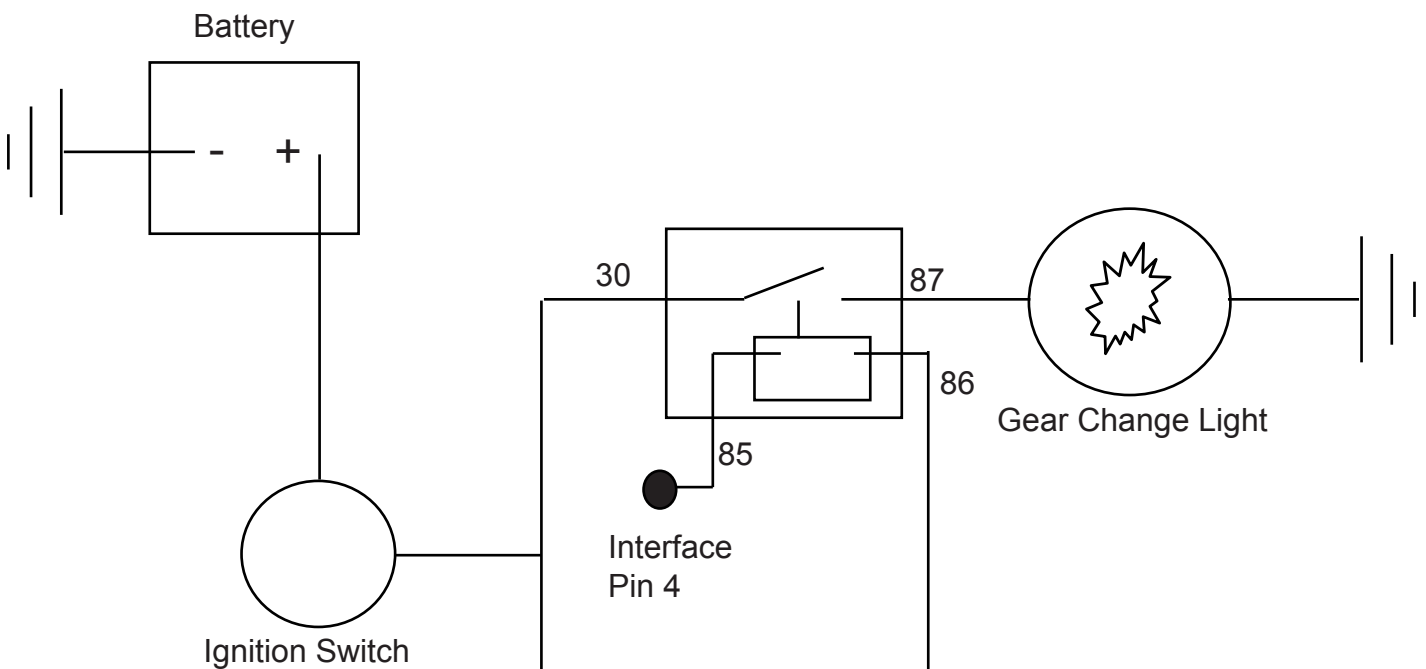 Battery
- +
30
87
86
Gear Change Light
85
Interface
Pin 4
Ignition Switch